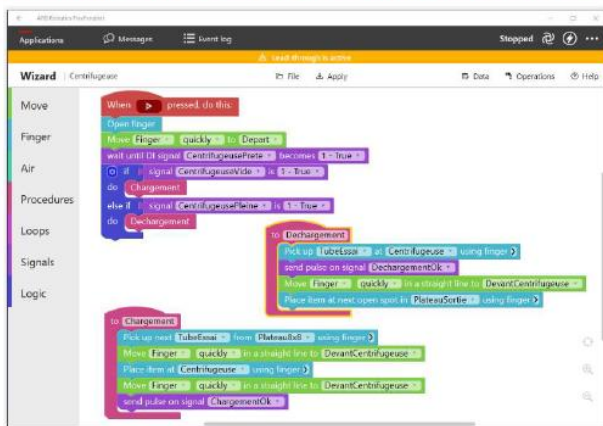 Applications
Messages
Event log
Stopped
Lead-through is active
Wizard
Centrifugeuse
File
Apply
Data
Operations
Help
Move
Finger
Air
Procedures
Loops
Signals
Logic
When pressed, do this:
Open finger
Move Finger quickly to Depart
wait until DI signal CentrifugeusePrete becomes 1 - True
if signal CentrifugeuseVide is 1 - True
do Chargement
else if signal CentrifugeusePleine is 1 - True
do Dechargement
to Dechargement
Pick up TubeEssai at Centrifugeuse using finger
send pulse on signal DechargementOk
Move Finger quickly in a straight line to DevantCentrifugeuse
Place item at next open spot in PlateauSortie using finger
to Chargement
Pick up next TubeEssai from Plateau8x8 using finger
Move Finger quickly in a straight line to DevantCentrifugeuse
Place item at Centrifugeuse using finger
Move Finger quickly in a straight line to DevantCentrifugeuse
send pulse on signal ChargementOk